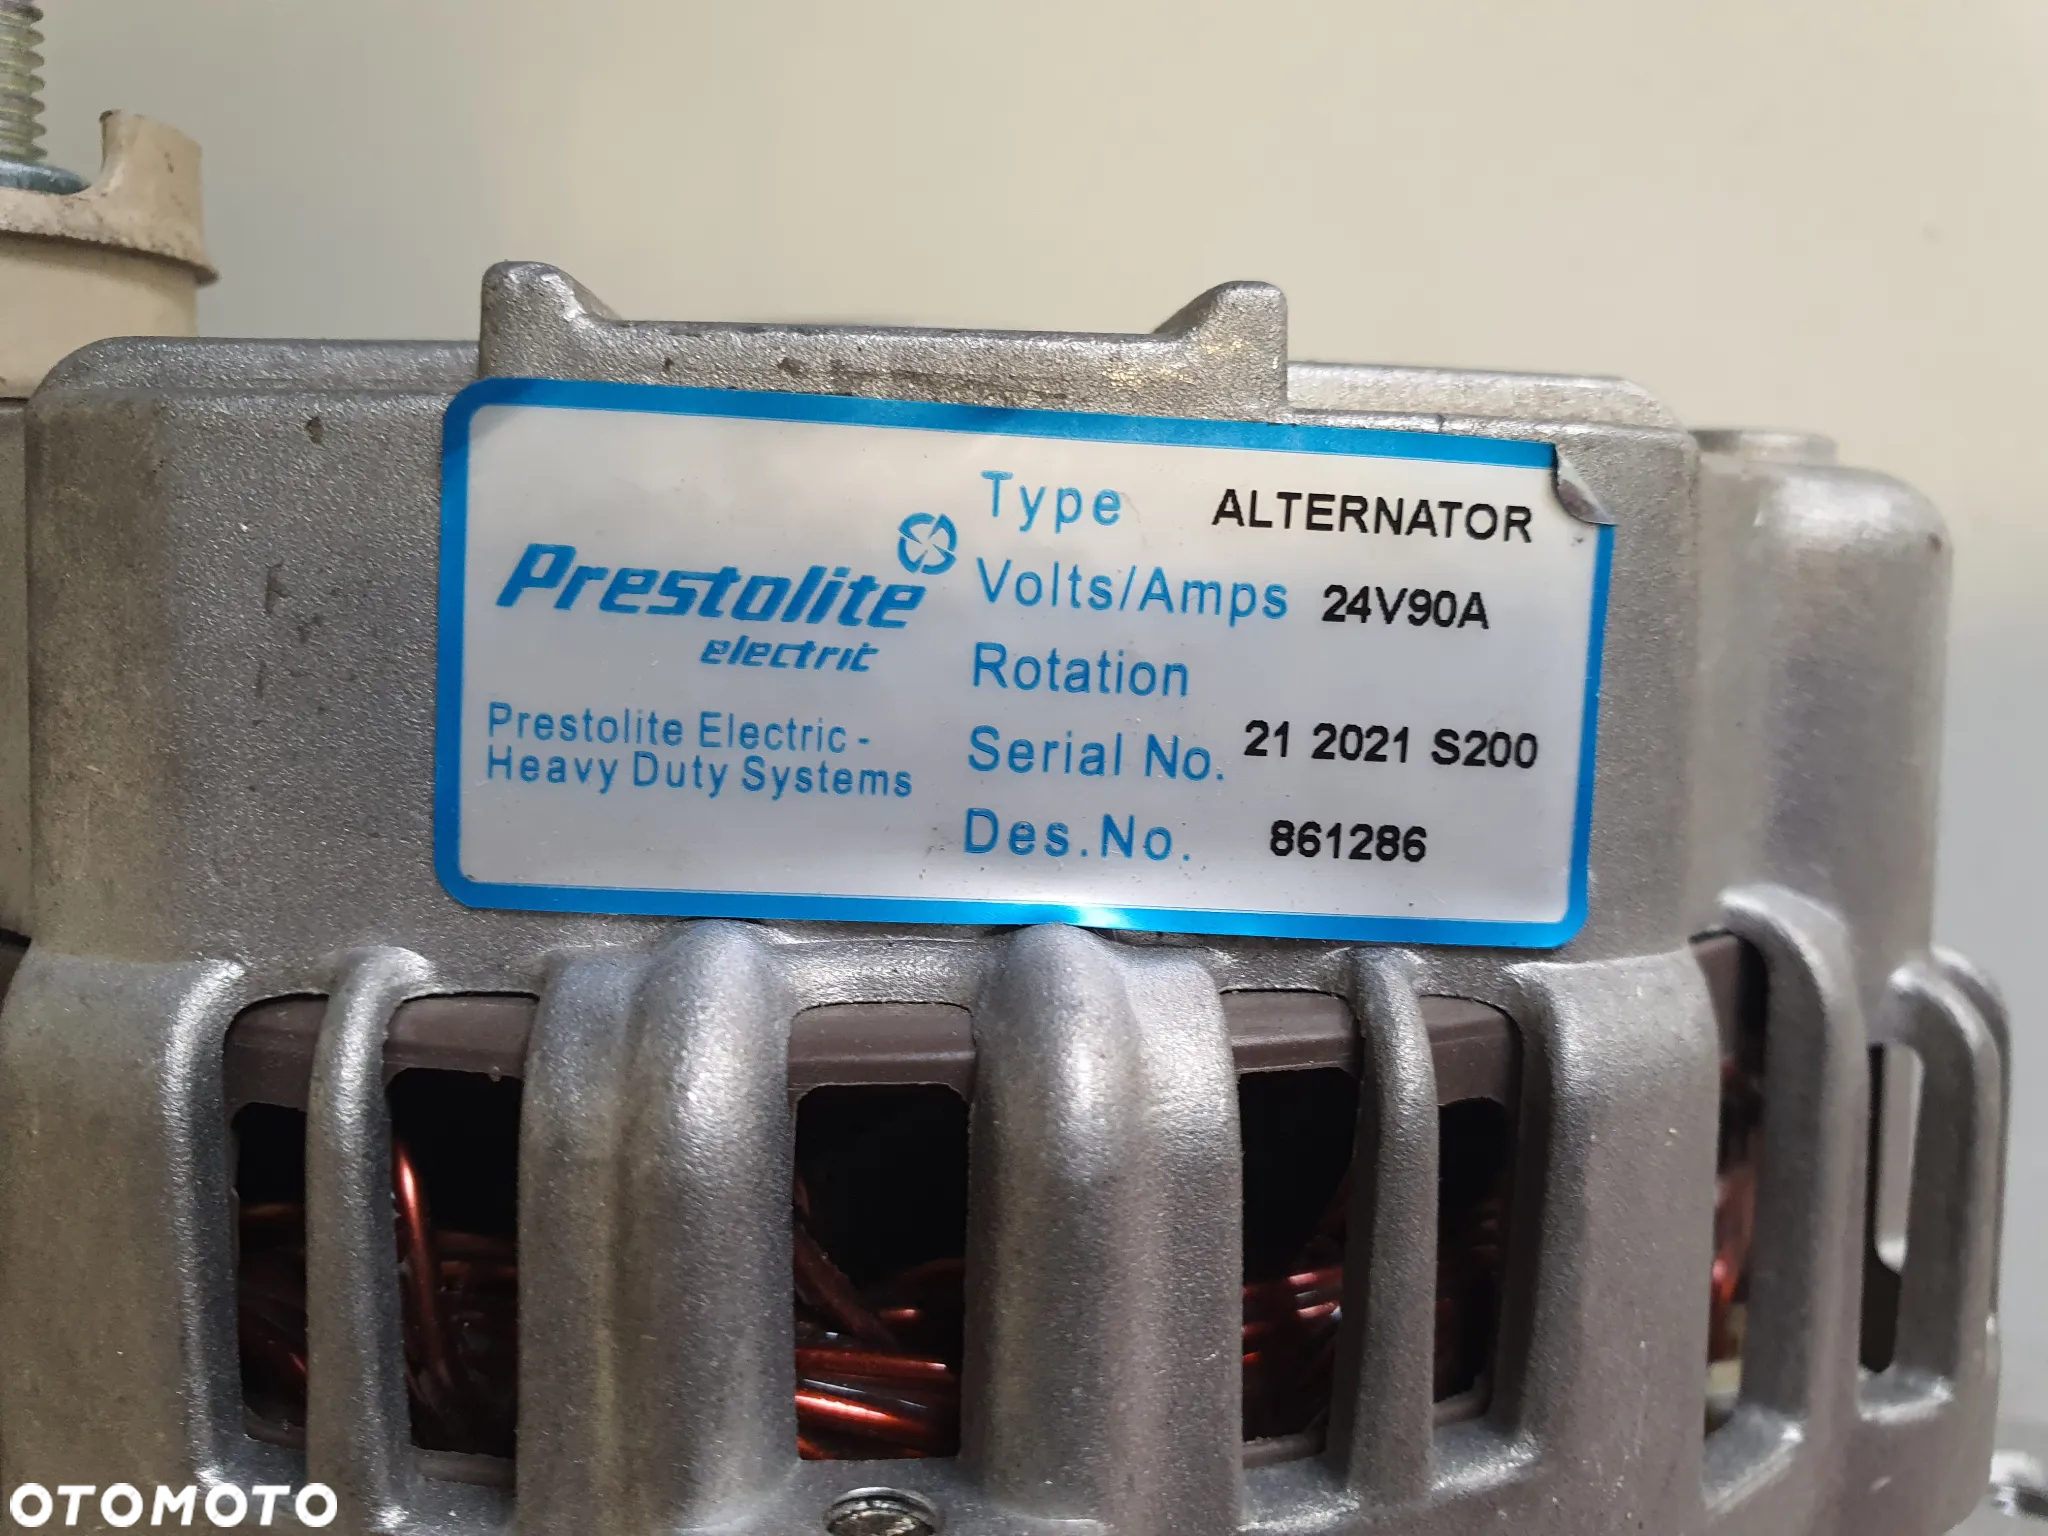 Prestolite
electric
Prestolite Electric -
Heavy Duty Systems
Type ALTERNATOR
Volts/Amps 24V90A
Rotation
Serial No. 21 2021 S200
Des.No. 861286
OTOMOTO